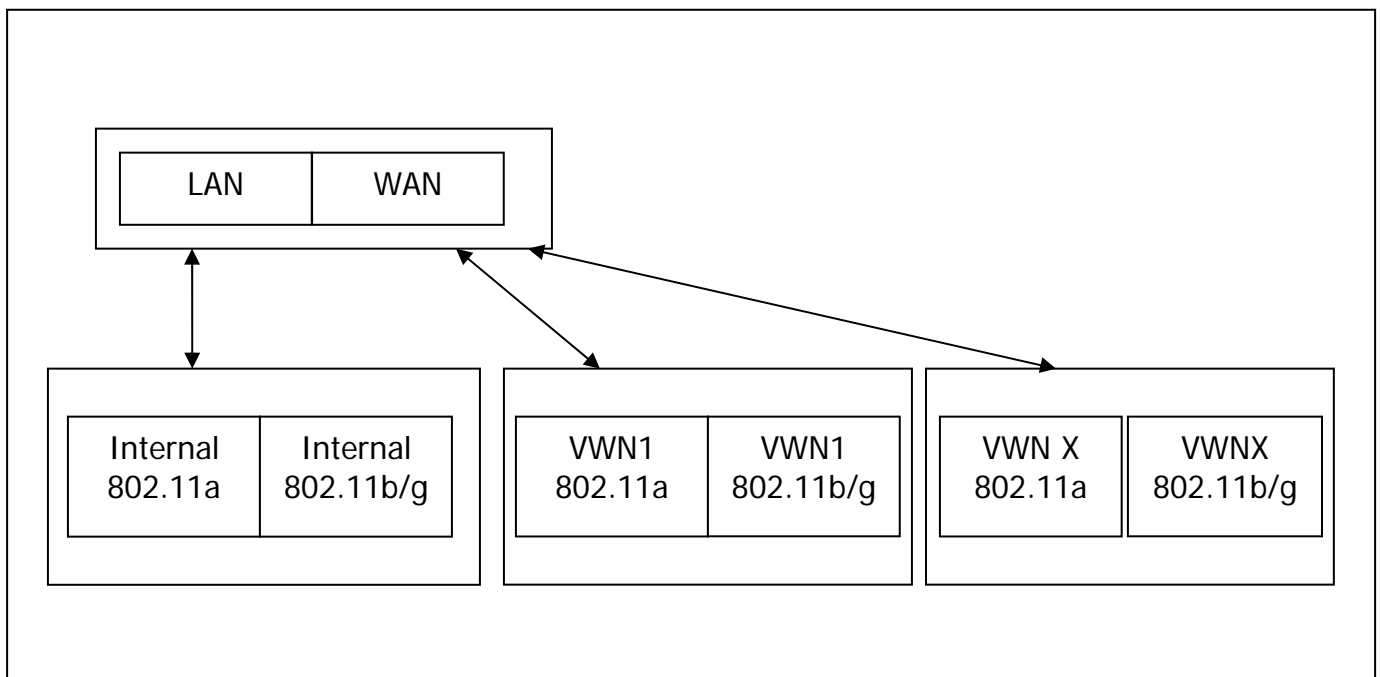 LAN WAN
Internal Internal VWN1 VWN1 VWN X VWNX
802.11a 802.11b/g 802.11a 802.11b/g 802.11a 802.11b/g